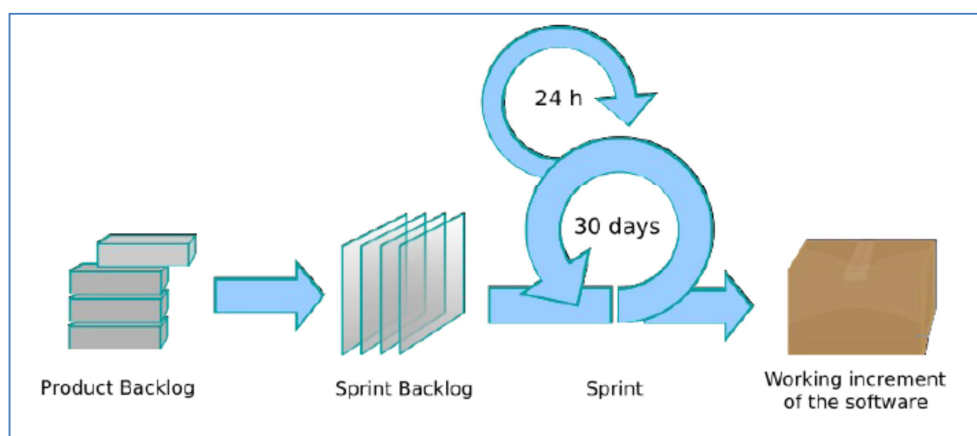 24 h
30 days
Product Backlog
Sprint Backlog
Sprint
Working increment
of the software